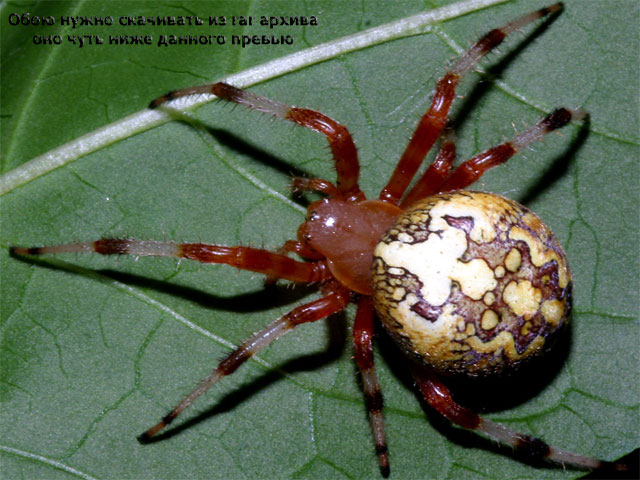 Обою нужно скачивать из rar архива
оно чуть ниже данного превью